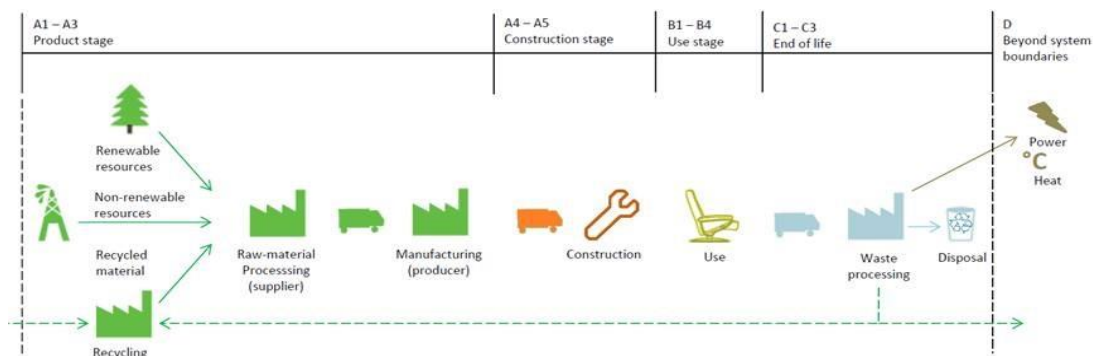 A1 – A3
Product stage
A4 – A5
Construction stage
B1 – B4
Use stage
C1 – C3
End of life
D
Beyond system
boundaries
Renewable
resources
Non-renewable
resources
Recycled
material
Recycling
Raw-material
Processsing
(supplier)
Manufacturing
(producer)
Construction
Use
Waste
processing
Disposal
Power
°C
Heat